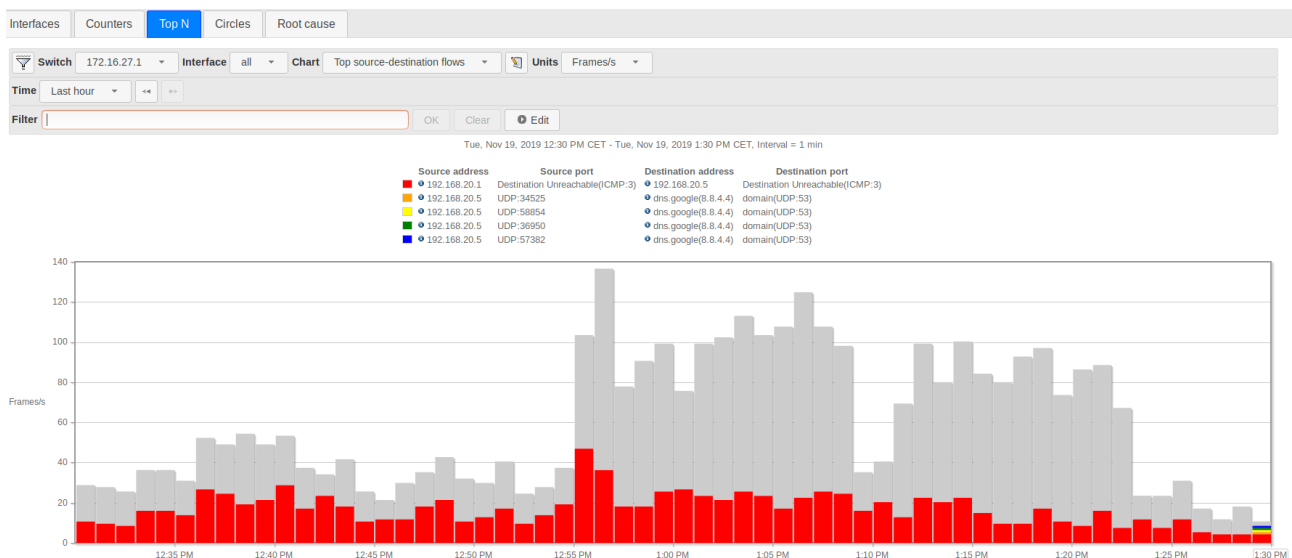 Interfaces Counters Top N Circles Root cause
Switch 172.16.27.1 Interface all Chart Top source-destination flows Units Frames/s
Time Last hour
Filter OK Clear Edit
Tue, Nov 19, 2019 12:30 PM CET - Tue, Nov 19, 2019 1:30 PM CET, Interval = 1 min
Source address Source port Destination address Destination port
192.168.20.1 Destination Unreachable(ICMP:3) 192.168.20.5 Destination Unreachable(ICMP:3)
192.168.20.5 UDP:34525 dns.google(8.8.4.4) domain(UDP:53)
192.168.20.5 UDP:58854 dns.google(8.8.4.4) domain(UDP:53)
192.168.20.5 UDP:36950 dns.google(8.8.4.4) domain(UDP:53)
192.168.20.5 UDP:57382 dns.google(8.8.4.4) domain(UDP:53)
140
120
100
80
Frames/s
60
40
20
0
12:35 PM 12:40 PM 12:45 PM 12:50 PM 12:55 PM 1:00 PM 1:05 PM 1:10 PM 1:15 PM 1:20 PM 1:25 PM 1:30 PM